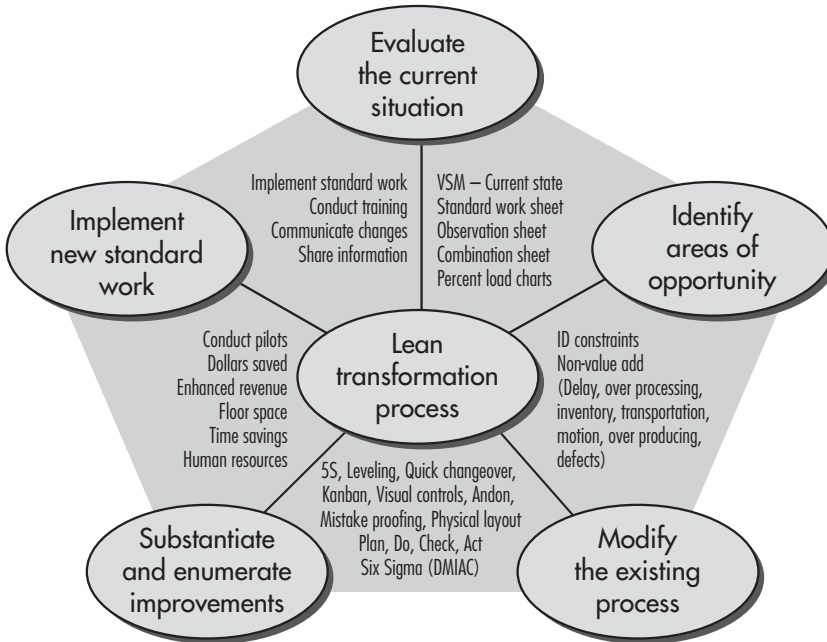 Evaluate
the current
situation
Implement standard work
Conduct training
Communicate changes
Share information
VSM – Current state
Standard work sheet
Observation sheet
Combination sheet
Percent load charts
Implement
new standard
work
Identify
areas of
opportunity
Lean
transformation
process
Conduct pilots
Dollars saved
Enhanced revenue
Floor space
Time savings
Human resources
ID constraints
Non-value add
(Delay, over processing,
inventory, transportation,
motion, over producing,
defects)
5S, Leveling, Quick changeover,
Kanban, Visual controls, Andon,
Mistake proofing, Physical layout
Plan, Do, Check, Act
Six Sigma (DMIAC)
Substantiate
and enumerate
improvements
Modify
the existing
process